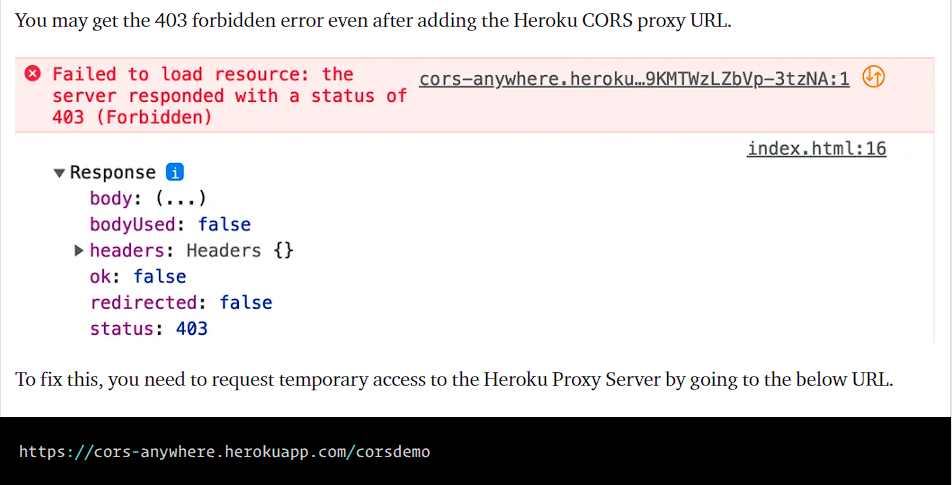 You may get the 403 forbidden error even after adding the Heroku CORS proxy URL.
Failed to load resource: the
cors-anywhere.heroku…9KMTWzLZbVp-3tzNA:1
server responded with a status of
403 (Forbidden)
index.html:16
▼Response i
body: (...)
bodyUsed: false
▶headers: Headers {}
ok: false
redirected: false
status: 403
To fix this, you need to request temporary access to the Heroku Proxy Server by going to the below URL.
https://cors-anywhere.herokuapp.com/corsdemo